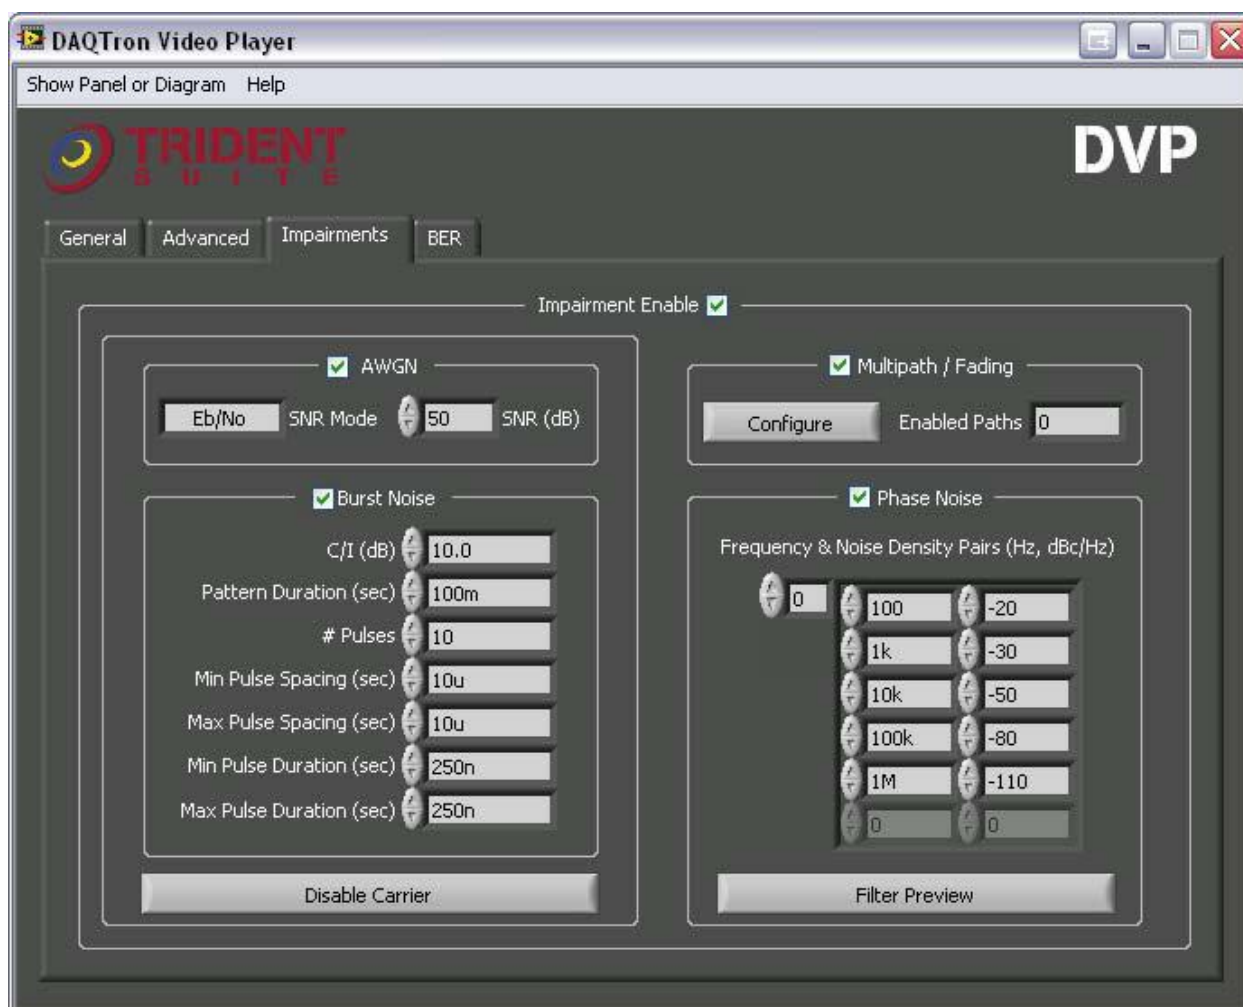 DAQTron Video Player
Show Panel or Diagram Help
TRIDENT
SUITE
DVP
General Advanced Impairments BER
Impairment Enable
AWGN
Eb/No SNR Mode 50 SNR (dB)
Multipath / Fading
Configure Enabled Paths 0
Burst Noise
C/I (dB) 10.0
Pattern Duration (sec) 100m
# Pulses 10
Min Pulse Spacing (sec) 10u
Max Pulse Spacing (sec) 10u
Min Pulse Duration (sec) 250n
Max Pulse Duration (sec) 250n
Disable Carrier
Phase Noise
Frequency & Noise Density Pairs (Hz, dBc/Hz)
0 100 -20
1k -30
10k -50
100k -80
1M -110
0 0
Filter Preview